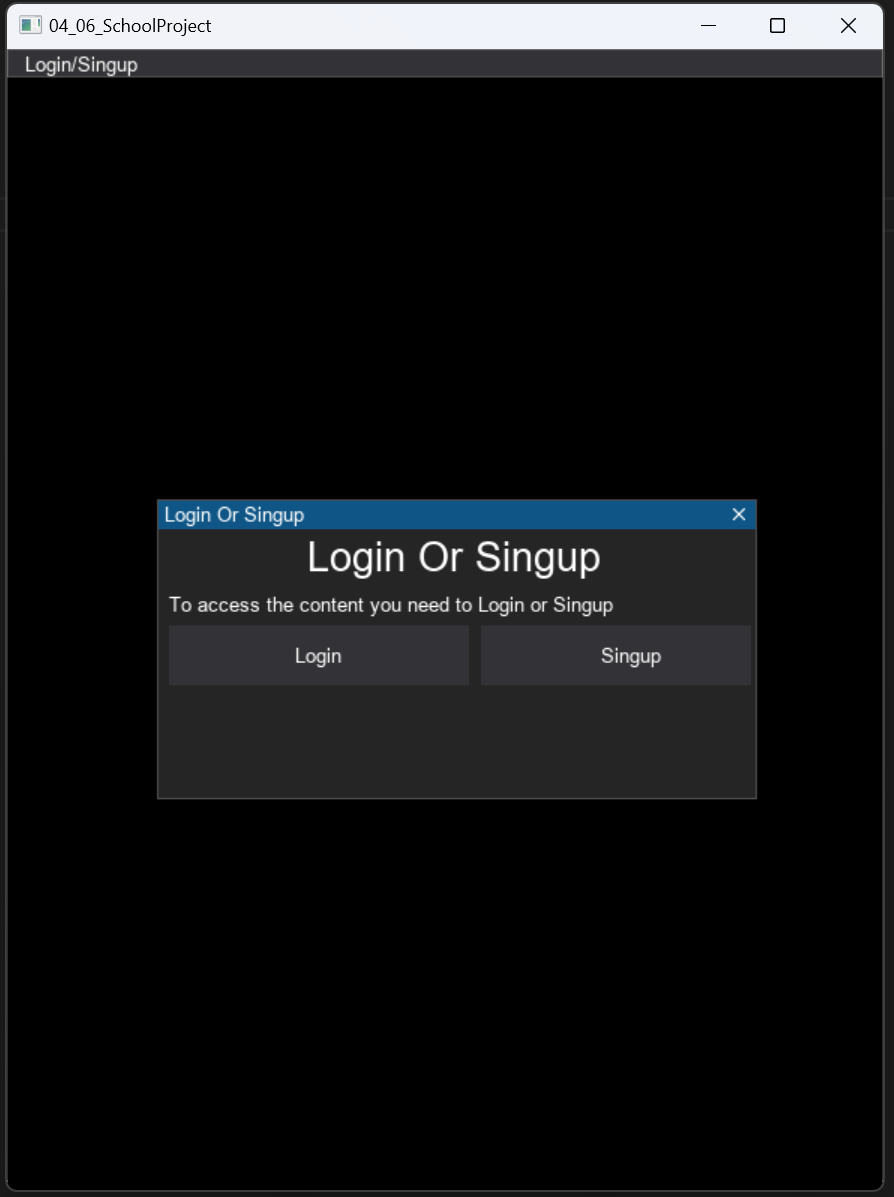 04_06_SchoolProject
Login/Singup
Login Or Singup
Login Or Singup
To access the content you need to Login or Singup
Login
Singup